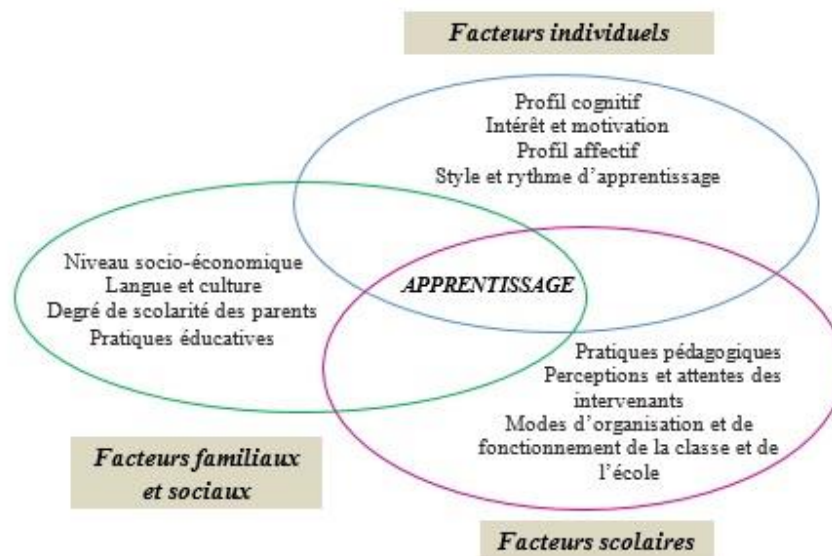 Facteurs individuels
Profil cognitif
Intérêt et motivation
Profil affectif
Style et rythme d'apprentissage
Niveau socio-économique
Langue et culture
Degré de scolarité des parents
Pratiques éducatives
APPRENTISSAGE
Pratiques pédagogiques
Perceptions et attentes des
intervenants
Modes d'organisation et de
fonctionnement de la classe et de
l'école
Facteurs familiaux
et sociaux
Facteurs scolaires